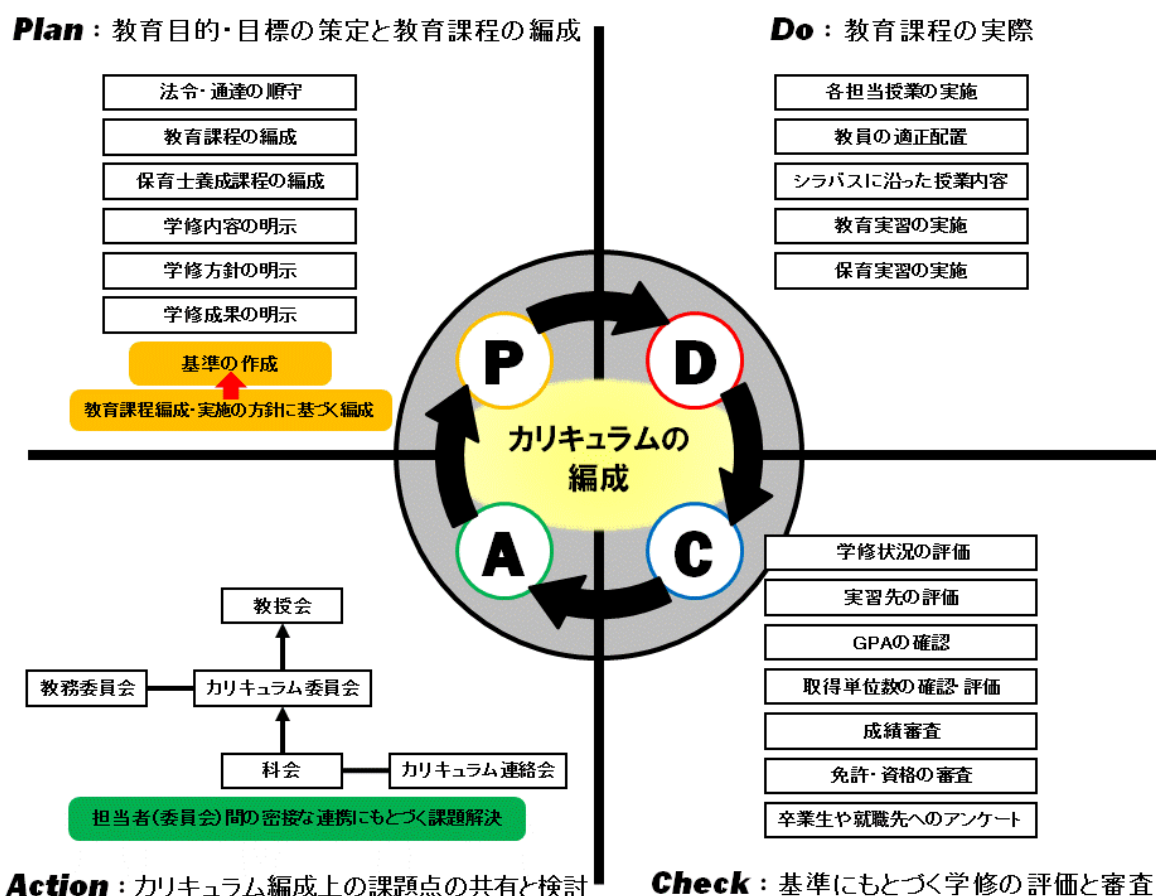 Plan：教育目的・目標の策定と教育課程の編成
法令・通達の順守
教育課程の編成
保育士養成課程の編成
学修内容の明示
学修方針の明示
学修成果の明示
基準の作成
教育課程編成・実施の方針に基づく編成
Do：教育課程の実際
各担当授業の実施
教員の適正配置
シラバスに沿った授業内容
教育実習の実施
保育実習の実施
P
D
カリキュラムの
編成
A
C
教授会
教務委員会
カリキュラム委員会
科会
カリキュラム連絡会
担当者(委員会)間の密接な連携にもとづく課題解決
Action：カリキュラム編成上の課題点の共有と検討
学修状況の評価
実習先の評価
GPAの確認
取得単位数の確認・評価
成績審査
免許・資格の審査
卒業生や就職先へのアンケート
Check：基準にもとづく学修の評価と審査